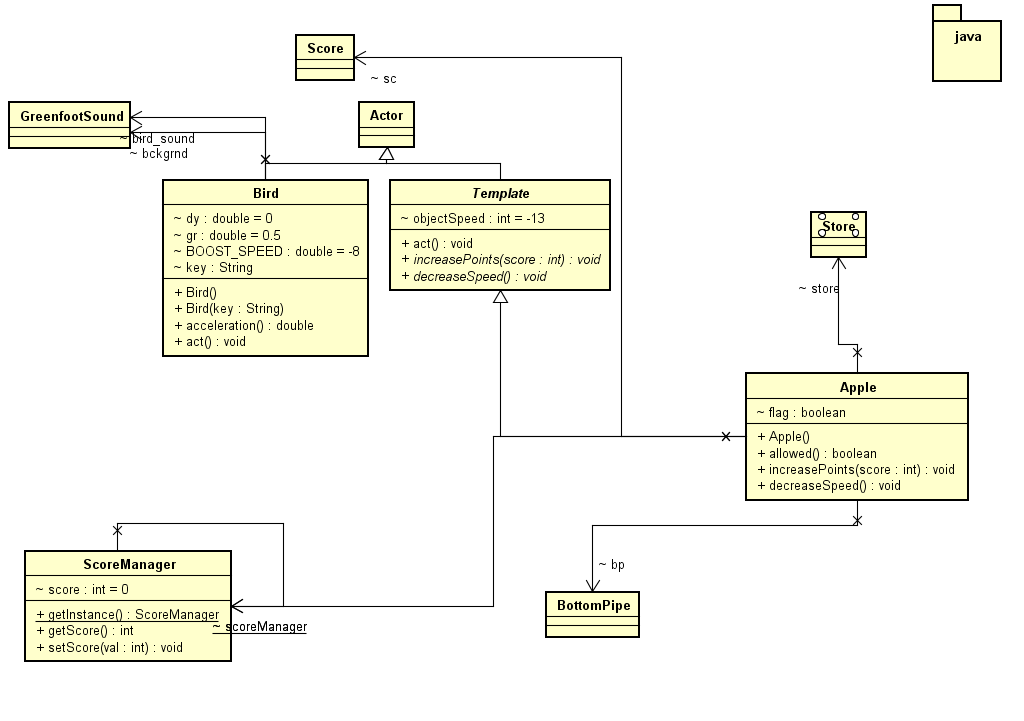 java
Score
~ sc
GreenfootSound
Actor
~ bird_sound
~ bckgrnd
Bird
~ dy : double = 0
~ gr : double = 0.5
~ BOOST_SPEED : double = -8
~ key : String
+ Bird()
+ Bird(key : String)
+ acceleration() : double
+ act() : void
Template
~ objectSpeed : int = -13
+ act() : void
+ increasePoints(score : int) : void
+ decreaseSpeed() : void
Store
~ store
Apple
~ flag : boolean
+ Apple()
+ allowed() : boolean
+ increasePoints(score : int) : void
+ decreaseSpeed() : void
ScoreManager
~ score : int = 0
+ getInstance() : ScoreManager
+ getScore() : int
+ setScore(val : int) : void
~ scoreManager
~ bp
BottomPipe